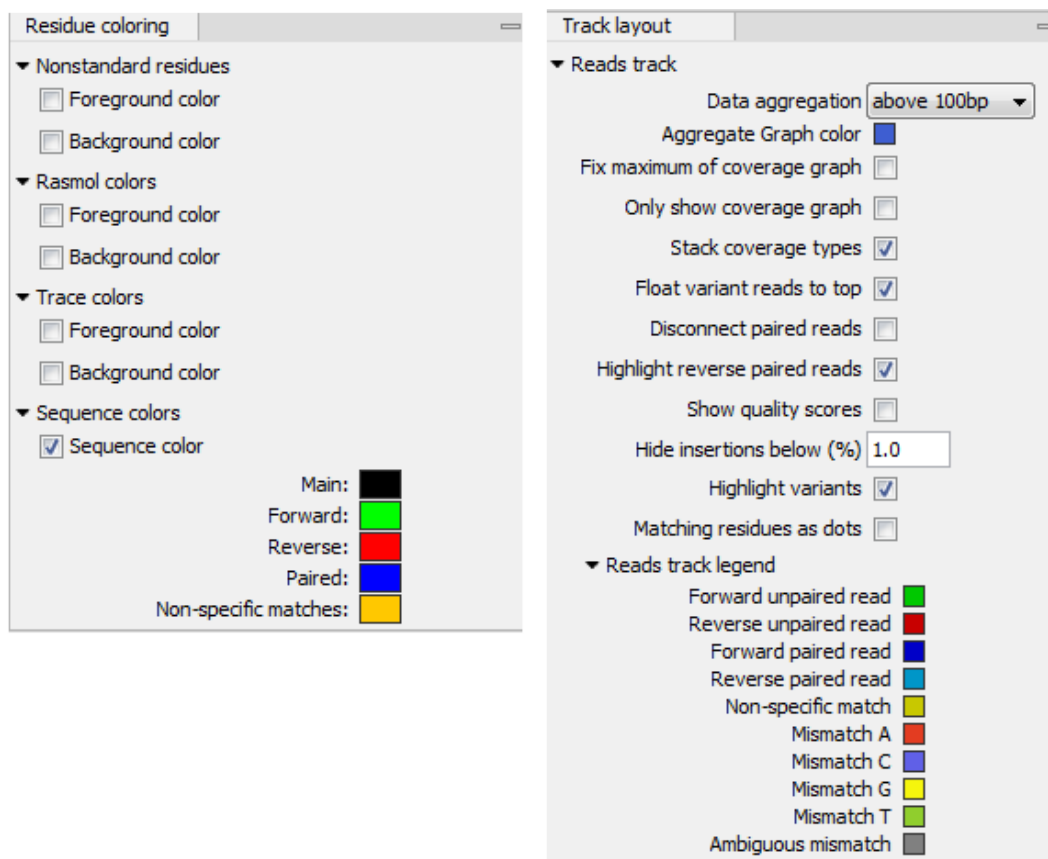 Residue coloring
Nonstandard residues
Foreground color
Background color
Rasmol colors
Foreground color
Background color
Trace colors
Foreground color
Background color
Sequence colors
Sequence color
Main:
Forward:
Reverse:
Paired:
Non-specific matches:
Track layout
Reads track
Data aggregation above 100bp
Aggregate Graph color
Fix maximum of coverage graph
Only show coverage graph
Stack coverage types
Float variant reads to top
Disconnect paired reads
Highlight reverse paired reads
Show quality scores
Hide insertions below (%) 1.0
Highlight variants
Matching residues as dots
Reads track legend
Forward unpaired read
Reverse unpaired read
Forward paired read
Reverse paired read
Non-specific match
Mismatch A
Mismatch C
Mismatch G
Mismatch T
Ambiguous mismatch